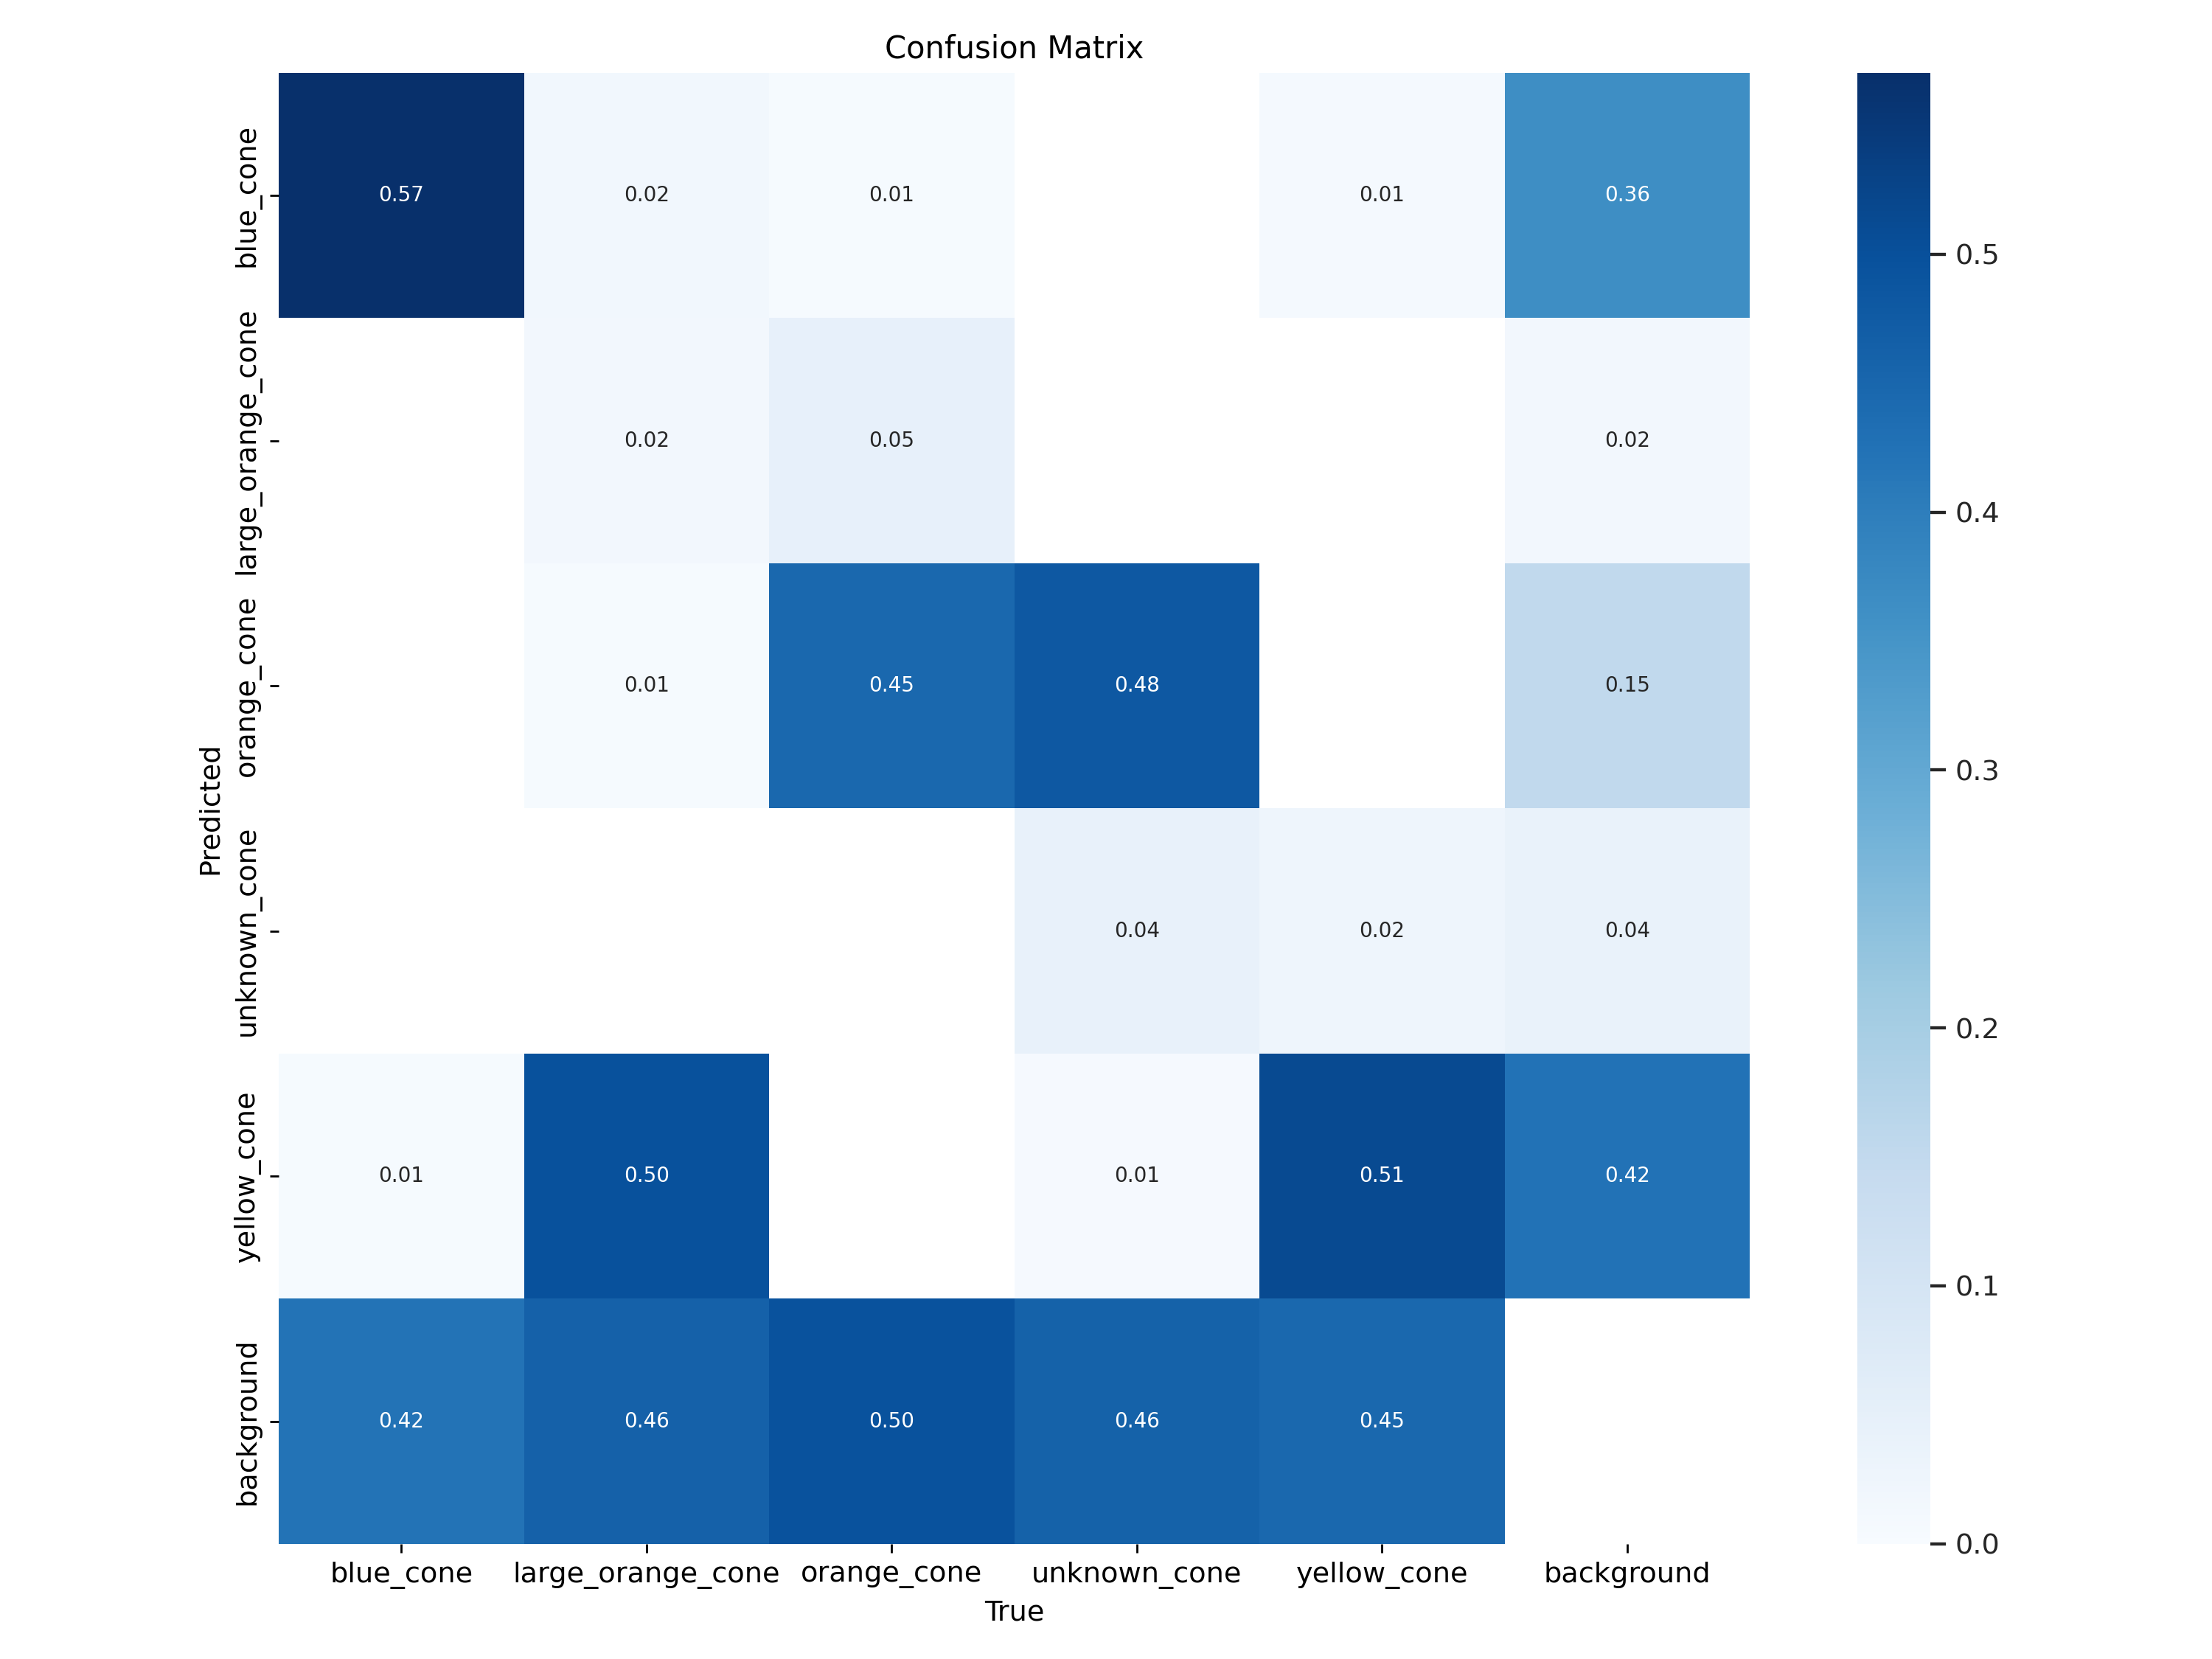 Confusion Matrix
blue_cone
0.57 0.02 0.01 0.01 0.36
large_orange_cone
0.02 0.05 0.02
orange_cone
0.01 0.45 0.48 0.15
unknown_cone
0.04 0.02 0.04
yellow_cone
0.01 0.50 0.01 0.51 0.42
background
0.42 0.46 0.50 0.46 0.45
Predicted
blue_cone large_orange_cone orange_cone unknown_cone yellow_cone background
True
0.5
0.4
0.3
0.2
0.1
0.0